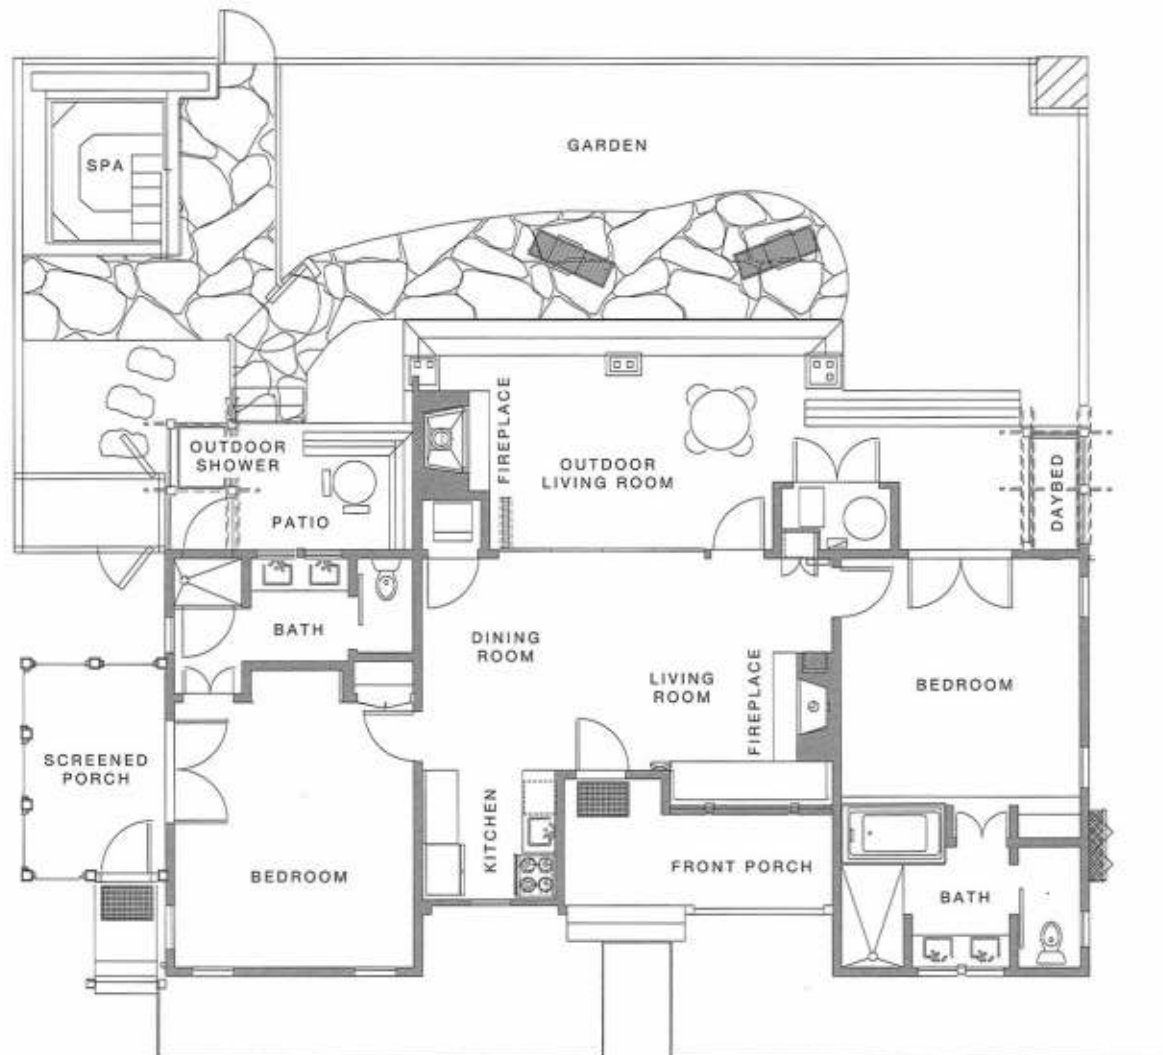 GARDEN
SPA
FIREPLACE
OUTDOOR
SHOWER
OUTDOOR
LIVING ROOM
DAYBED
PATIO
BATH
DINING
ROOM
LIVING
ROOM
FIREPLACE
BEDROOM
SCREENED
PORCH
KITCHEN
BEDROOM
FRONT PORCH
BATH